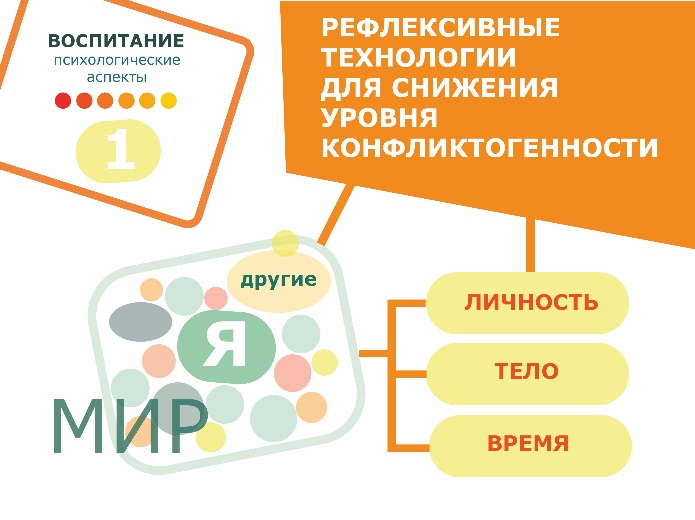 ВОСПИТАНИЕ
психологические
аспекты
1
РЕФЛЕКСИВНЫЕ
ТЕХНОЛОГИИ
ДЛЯ СНИЖЕНИЯ
УРОВНЯ
КОНФЛИКТОГЕННОСТИ
другие
Я
МИР
ЛИЧНОСТЬ
ТЕЛО
ВРЕМЯ